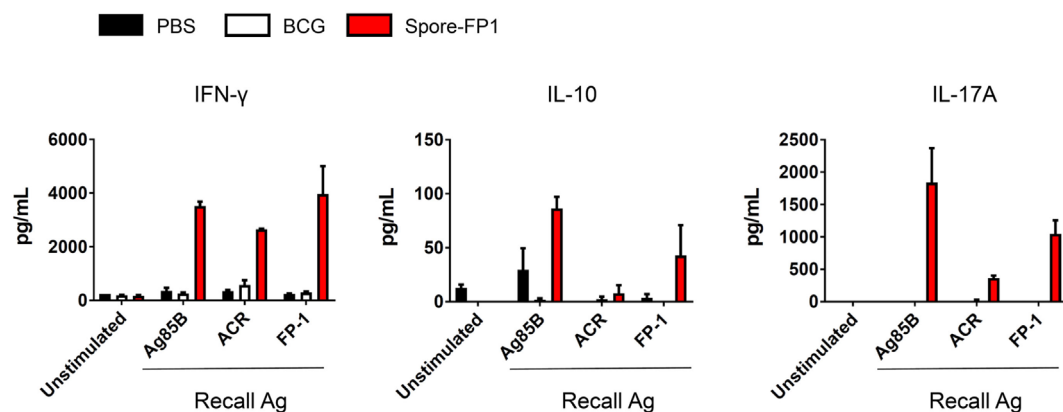 PBS BCG Spore-FP1
IFN-γ
6000
4000
2000
0
pg/mL
Unstimulated
Ag85B
ACR
FP-1
Recall Ag
IL-10
150
100
50
0
pg/mL
Unstimulated
Ag85B
ACR
FP-1
Recall Ag
IL-17A
2500
2000
1500
1000
500
0
pg/mL
Unstimulated
Ag85B
ACR
FP-1
Recall Ag